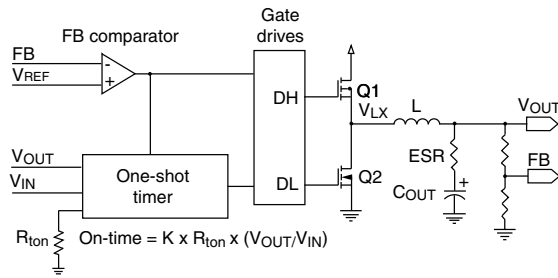 FB comparator
Gate
drives
FB
VREF
-
+
DH
Q1
VLX
L
VOUT
ESR
FB
VOUT
VIN
One-shot
timer
DL
Q2
COUT
+
Rton
On-time = K x Rton x (VOUT/VIN)